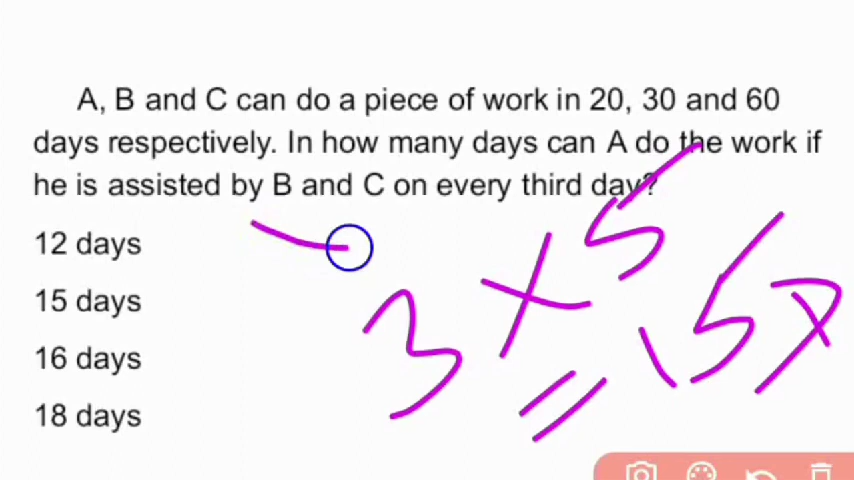 A, B and C can do a piece of work in 20, 30 and 60
days respectively. In how many days can A do the work if
he is assisted by B and C on every third day?
12 days
15 days
16 days
18 days
3 x 5
= 15